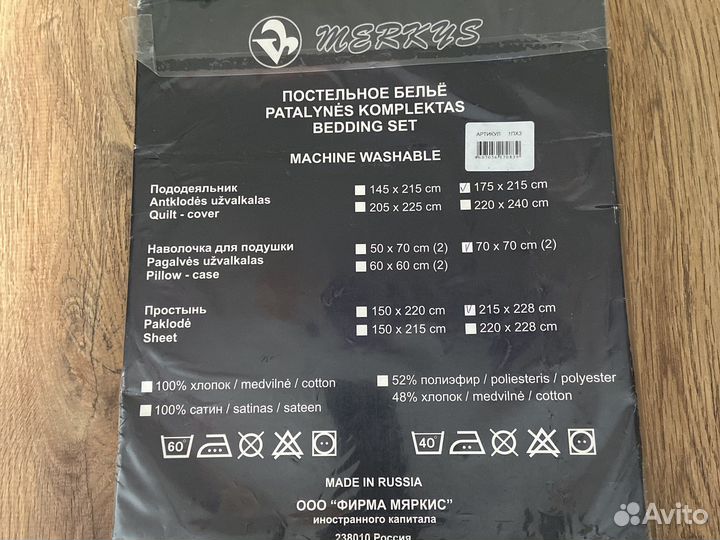 MERKYS
ПОСТЕЛЬНОЕ БЕЛЬЁ
PATALYNĖS KOMPLEKTAS
BEDDING SET
АРТИКУЛ 1ПХ3
MACHINE WASHABLE
Пододеяльник 145 x 215 cm 175 x 215 cm
Antklodės užvalkalas 205 x 225 cm 220 x 240 cm
Quilt - cover
Наволочка для подушки 50 x 70 cm (2) 70 x 70 cm (2)
Pagalvės užvalkalas 60 x 60 cm (2)
Pillow - case
Простынь 150 x 220 cm 215 x 228 cm
Paklodė 150 x 215 cm 220 x 228 cm
Sheet
100% хлопок / medvilnė / cotton 52% полиэфир / poliesteris / polyester
100% сатин / satinas / sateen 48% хлопок / medvilnė / cotton
60° 40°
MADE IN RUSSIA
ООО “ФИРМА МЯРКИС”
иностранного капитала
238010 Россия
Avito